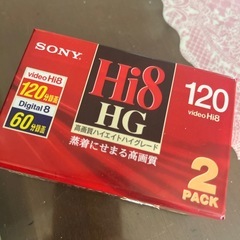 SONY
video Hi8
120分録画
Digital 8
60分録画
Hi8
HG
高画質ハイエイトハイグレード
蒸着にせまる高画質
120
video Hi8
2
PACK